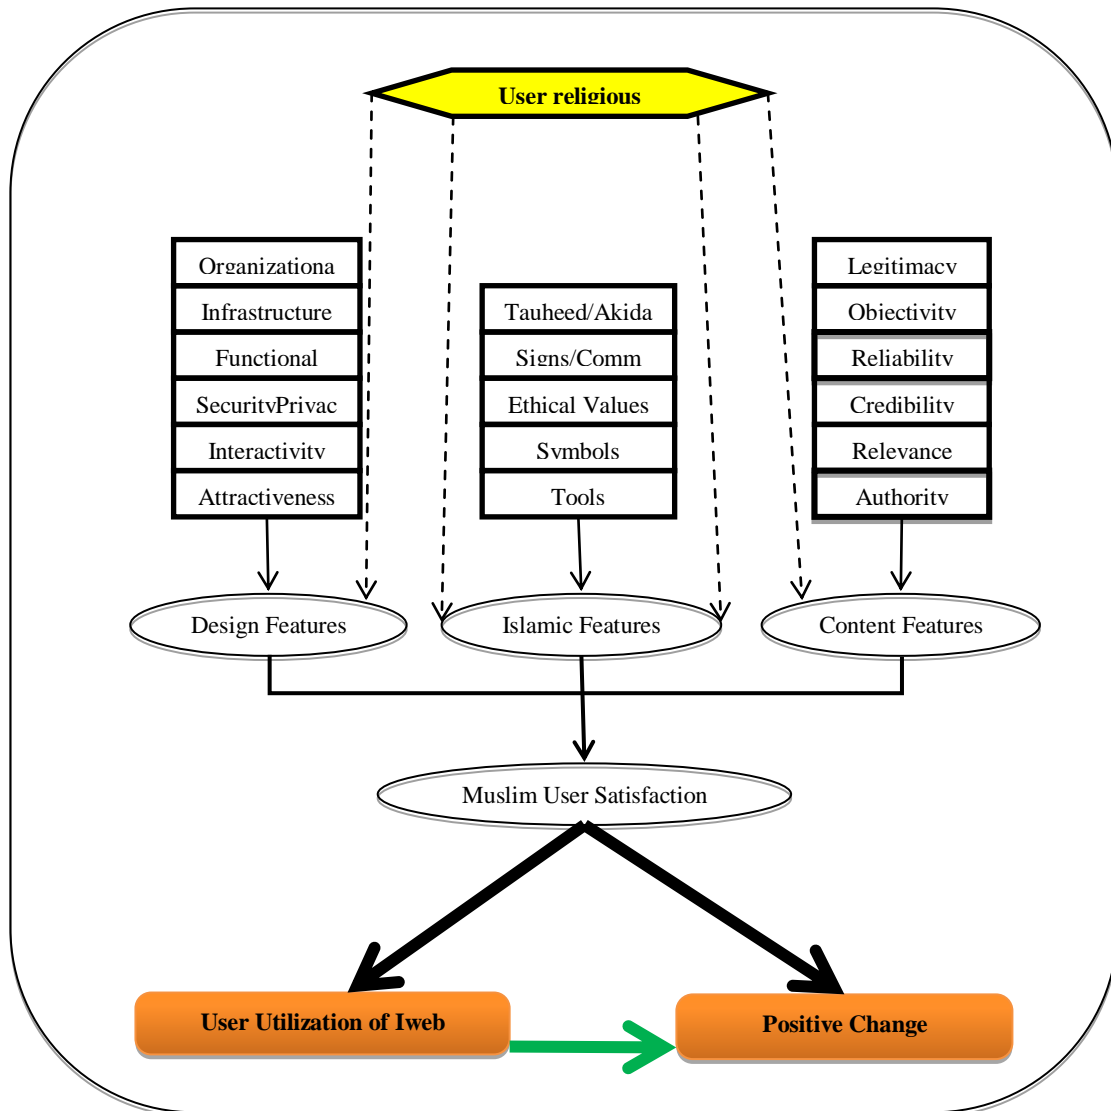 User religious
Organizationa
Infrastructure
Functional
SecurityPrivac
Interactivity
Attractiveness
Tauheed/Akida
Signs/Comm
Ethical Values
Symbols
Tools
Legitimacy
Objectivity
Reliability
Credibility
Relevance
Authority
Design Features
Islamic Features
Content Features
Muslim User Satisfaction
User Utilization of Iweb
Positive Change